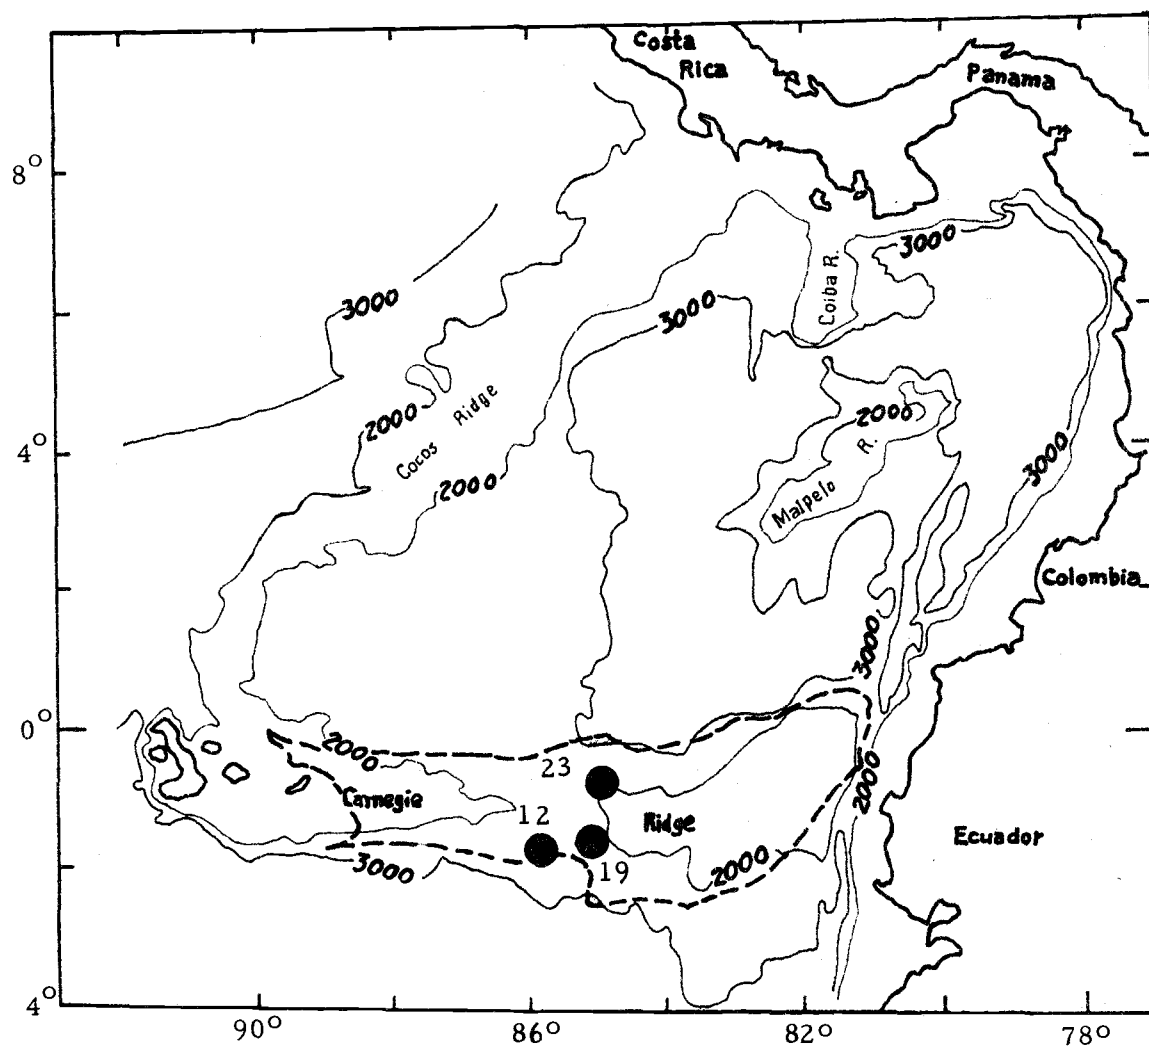 Costa
Rica
Panama
8°
3000
3000
3000
Coiba R.
2000
Cocos Ridge
2000
2000
Malpelo R.
3000
4°
Colombia
3000
0°
2000
23
Carnegie
12
Ridge
2000
Ecuador
3000
19
2000
4°
90°
86°
82°
78°